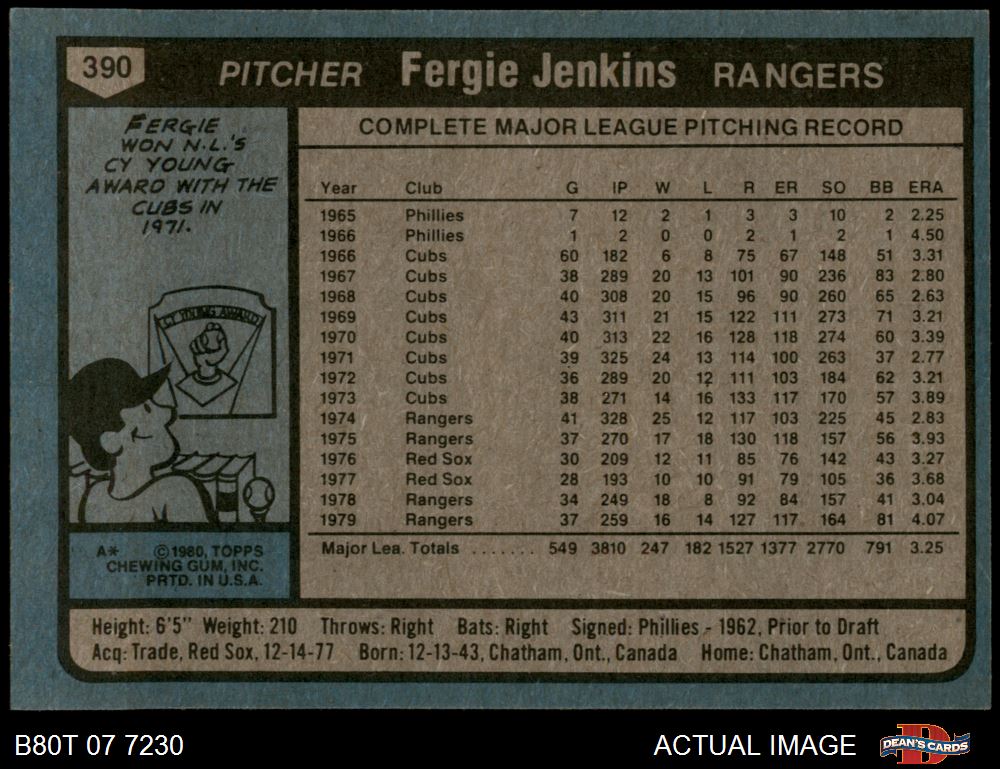 390 PITCHER Fergie Jenkins RANGERS
FERGIE
WON N.L.'S
CY YOUNG
AWARD WITH THE
CUBS IN
1971.
CY YOUNG AWARD
A* ©1980, TOPPS
CHEWING GUM, INC.
PRTD. IN U.S.A.
COMPLETE MAJOR LEAGUE PITCHING RECORD
Year Club G IP W L R ER SO BB ERA
1965 Phillies 7 12 2 1 3 3 10 2 2.25
1966 Phillies 1 2 0 0 2 1 2 1 4.50
1966 Cubs 60 182 6 8 75 67 148 51 3.31
1967 Cubs 38 289 20 13 101 90 236 83 2.80
1968 Cubs 40 308 20 15 96 90 260 65 2.63
1969 Cubs 43 311 21 15 122 111 273 71 3.21
1970 Cubs 40 313 22 16 128 118 274 60 3.39
1971 Cubs 39 325 24 13 114 100 263 37 2.77
1972 Cubs 36 289 20 12 111 103 184 62 3.21
1973 Cubs 38 271 14 16 133 117 170 57 3.89
1974 Rangers 41 328 25 12 117 103 225 45 2.83
1975 Rangers 37 270 17 18 130 118 157 56 3.93
1976 Red Sox 30 209 12 11 85 76 142 43 3.27
1977 Red Sox 28 193 10 10 91 79 105 36 3.68
1978 Rangers 34 249 18 8 92 84 157 41 3.04
1979 Rangers 37 259 16 14 127 117 164 81 4.07
Major Lea. Totals ....... 549 3810 247 182 1527 1377 2770 791 3.25
Height: 6'5" Weight: 210 Throws: Right Bats: Right Signed: Phillies - 1962, Prior to Draft
Acq: Trade, Red Sox, 12-14-77 Born: 12-13-43, Chatham, Ont., Canada Home: Chatham, Ont., Canada
B80T 07 7230 ACTUAL IMAGE DEAN'S CARDS